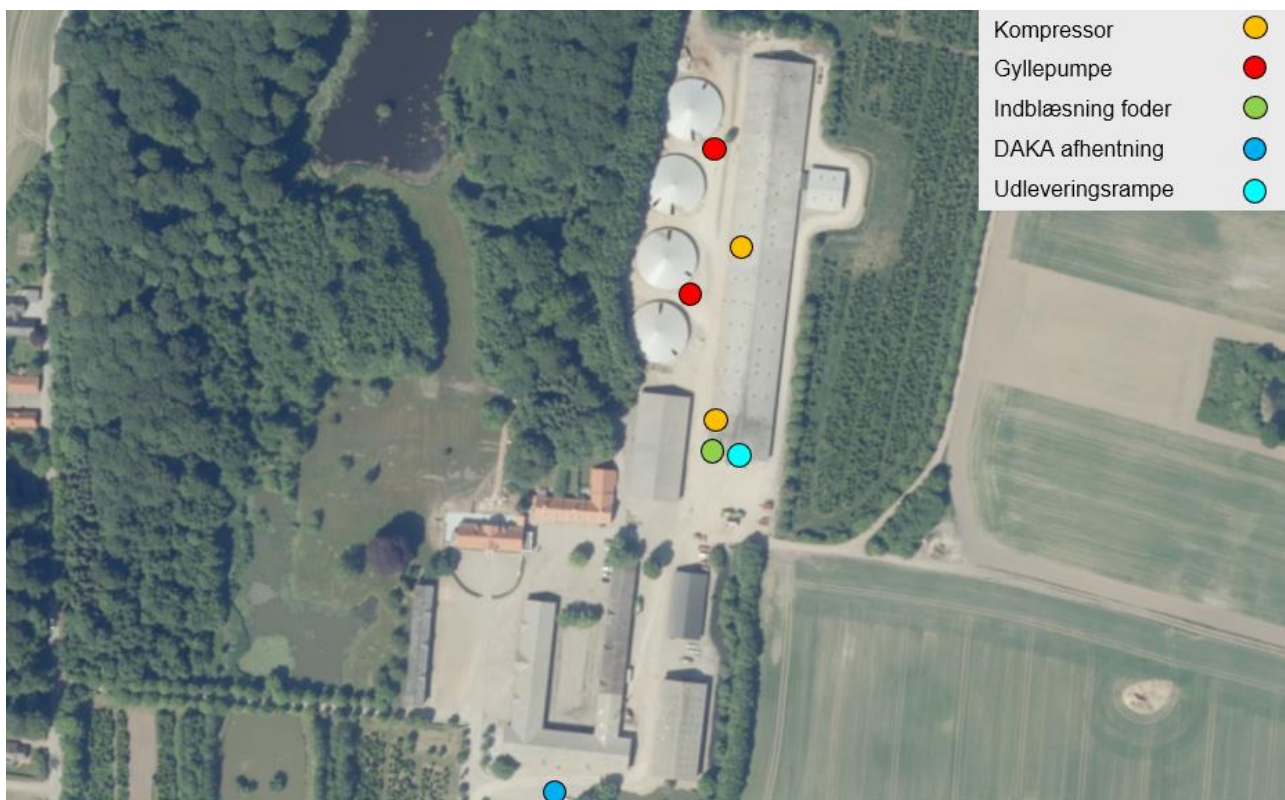 Kompressor
Gyllepumpe
Indblæsning foder
DAKA afhentning
Udleveringsrampe